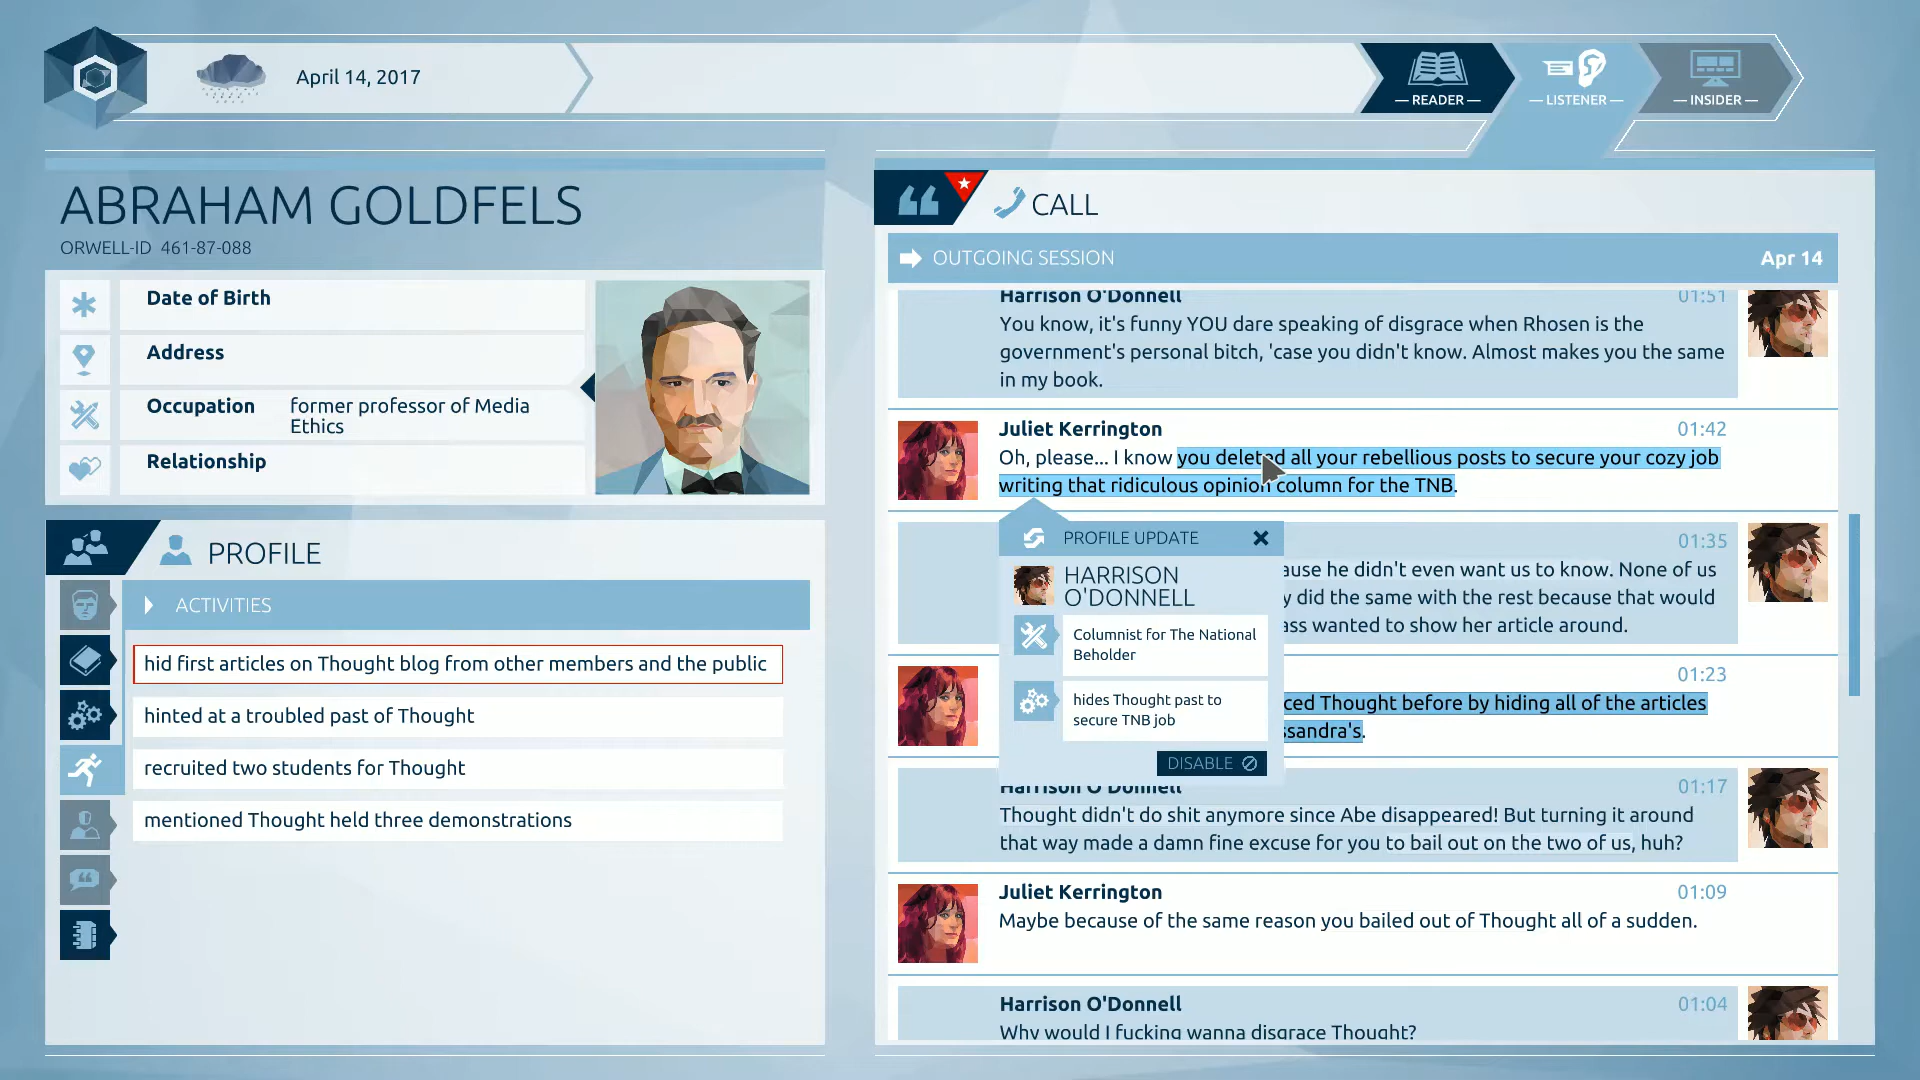 April 14, 2017
— READER —
— LISTENER —
— INSIDER —
ABRAHAM GOLDFELS
ORWELL-ID 461-87-088
Date of Birth
Address
Occupation former professor of Media
Ethics
Relationship
PROFILE
ACTIVITIES
hid first articles on Thought blog from other members and the public
hinted at a troubled past of Thought
recruited two students for Thought
mentioned Thought held three demonstrations
CALL
OUTGOING SESSION Apr 14
Harrison O'Donnell 01:51
You know, it's funny YOU dare speaking of disgrace when Rhosen is the
government's personal bitch, 'case you didn't know. Almost makes you the same
in my book.
Juliet Kerrington 01:42
Oh, please... I know you deleted all your rebellious posts to secure your cozy job
writing that ridiculous opinion column for the TNB.
PROFILE UPDATE
HARRISON
O'DONNELL
Columnist for The National
Beholder
hides Thought past to
secure TNB job
DISABLE
01:35
ause he didn't even want us to know. None of us
y did the same with the rest because that would
ass wanted to show her article around.
01:23
ced Thought before by hiding all of the articles
ssandra's.
Harrison O'Donnell 01:17
Thought didn't do shit anymore since Abe disappeared! But turning it around
that way made a damn fine excuse for you to bail out on the two of us, huh?
Juliet Kerrington 01:09
Maybe because of the same reason you bailed out of Thought all of a sudden.
Harrison O'Donnell 01:04
Why would I fucking wanna disgrace Thought?